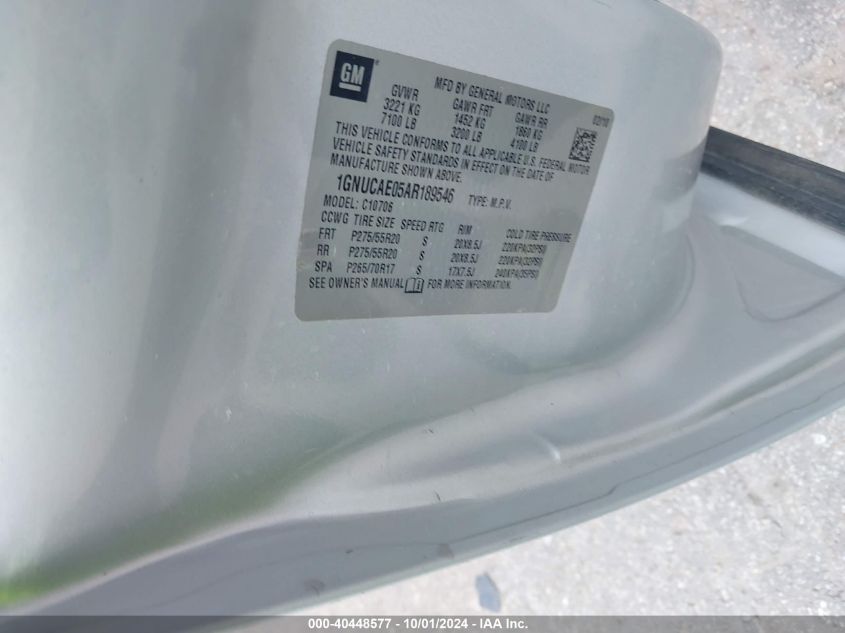 GM
MFD BY GENERAL MOTORS LLC
02/10
GVWR GAWR FRT GAWR RR
3221 KG 1452 KG 1860 KG
7100 LB 3200 LB 4100 LB
THIS VEHICLE CONFORMS TO ALL APPLICABLE U.S. FEDERAL MOTOR
VEHICLE SAFETY STANDARDS IN EFFECT ON THE DATE OF
MANUFACTURE SHOWN ABOVE.
1GNUCAE05AR189546 TYPE: M.P.V.
MODEL: C10706
CCWG TIRE SIZE SPEED RTG RIM COLD TIRE PRESSURE
FRT P275/55R20 S 20X8.5J 220KPA(32PSI)
RR P275/55R20 S 20X8.5J 220KPA(32PSI)
SPA P265/70R17 S 17X7.5J 240KPA(35PSI)
SEE OWNER'S MANUAL FOR MORE INFORMATION.
000-40448577 - 10/01/2024 - IAA Inc.